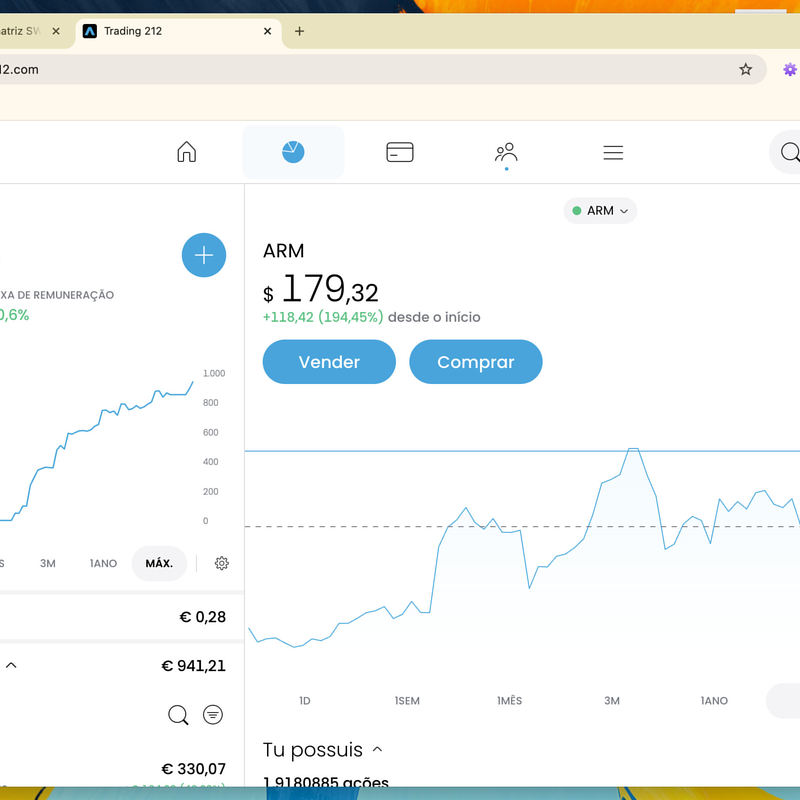 atriz SW
Trading 212
12.com
ARM
ARM
$ 179,32
+118,42 (194,45%) desde o início
Vender
Comprar
XA DE REMUNERAÇÃO
0,6%
1.000
800
600
400
200
0
3M
1ANO
MÁX.
€ 0,28
€ 941,21
€ 330,07
1D
1SEM
1MÊS
3M
1ANO
Tu possuis
1,9180885 ações